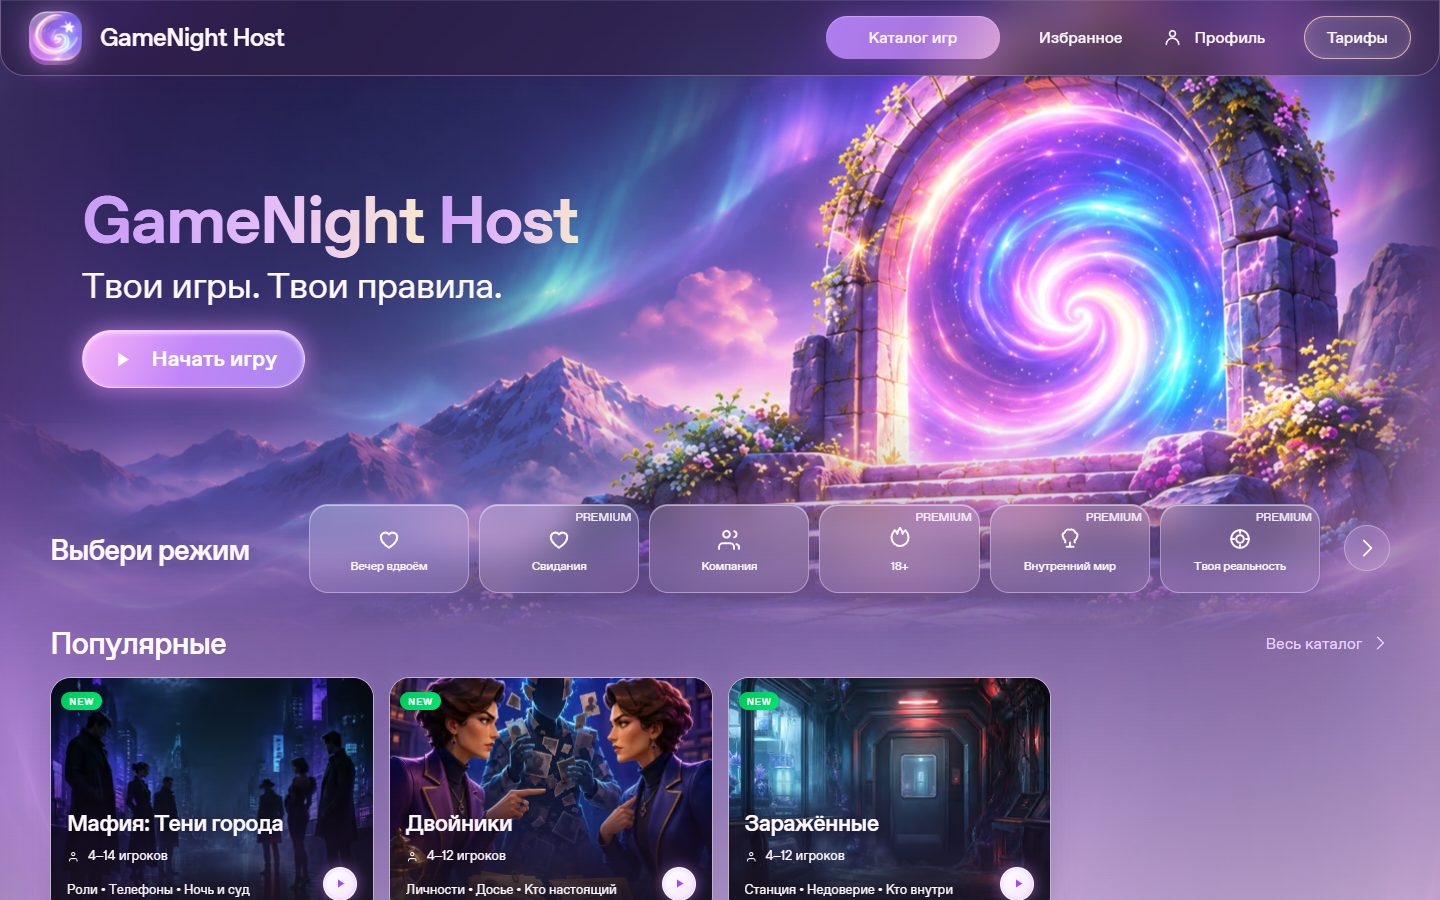 GameNight Host
Каталог игр
Избранное
Профиль
Тарифы
GameNight Host
Твои игры. Твои правила.
Начать игру
Выбери режим
Вечер вдвоём
PREMIUM
Свидания
Компания
PREMIUM
18+
PREMIUM
Внутренний мир
PREMIUM
Твоя реальность
Популярные
Весь каталог
NEW
Мафия: Тени города
4–14 игроков
Роли • Телефоны • Ночь и суд
NEW
Двойники
4–12 игроков
Личности • Досье • Кто настоящий
NEW
Заражённые
4–12 игроков
Станция • Недоверие • Кто внутри